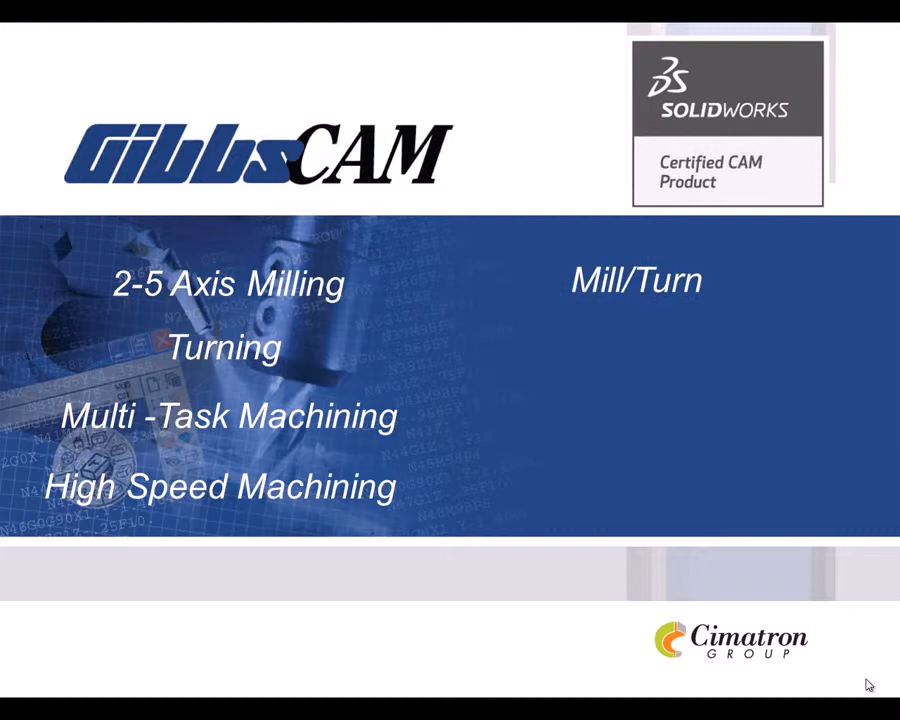 GibbsCAM
DS
SOLIDWORKS
Certified CAM
Product
2-5 Axis Milling
Mill/Turn
Turning
Multi -Task Machining
High Speed Machining
Cimatron
GROUP